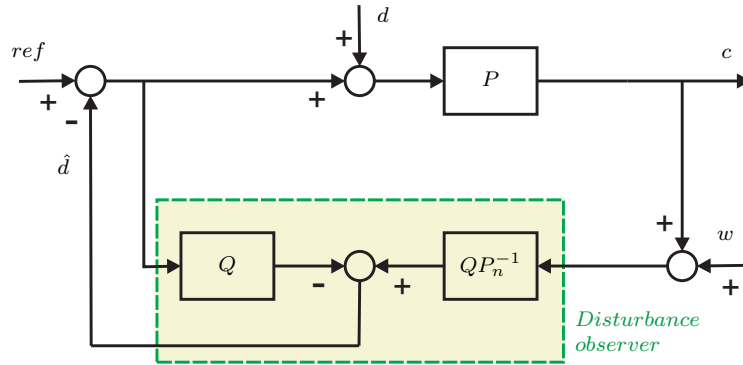 d
+
ref
c
P
+
+
-
d̂
+
w
Q
QP_n^{-1}
-
+
+
Disturbance
observer